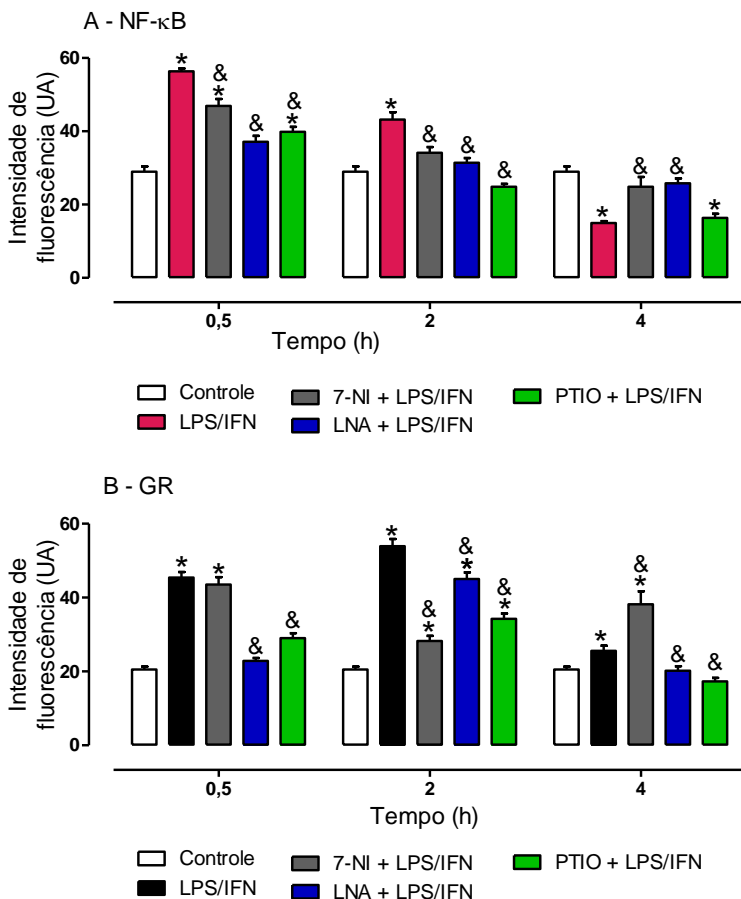 A - NF-κB
Intensidade de
fluorescência (UA)
60
40
20
0
*
&
*
&
&
*
*
&
&
&
*
&
&
*
0,5
2
4
Tempo (h)
Controle
7-NI + LPS/IFN
PTIO + LPS/IFN
LPS/IFN
LNA + LPS/IFN
B - GR
Intensidade de
fluorescência (UA)
60
40
20
0
*
*
&
&
*
&
*
&
*
&
*
*
&
*
&
&
0,5
2
4
Tempo (h)
Controle
7-NI + LPS/IFN
PTIO + LPS/IFN
LPS/IFN
LNA + LPS/IFN